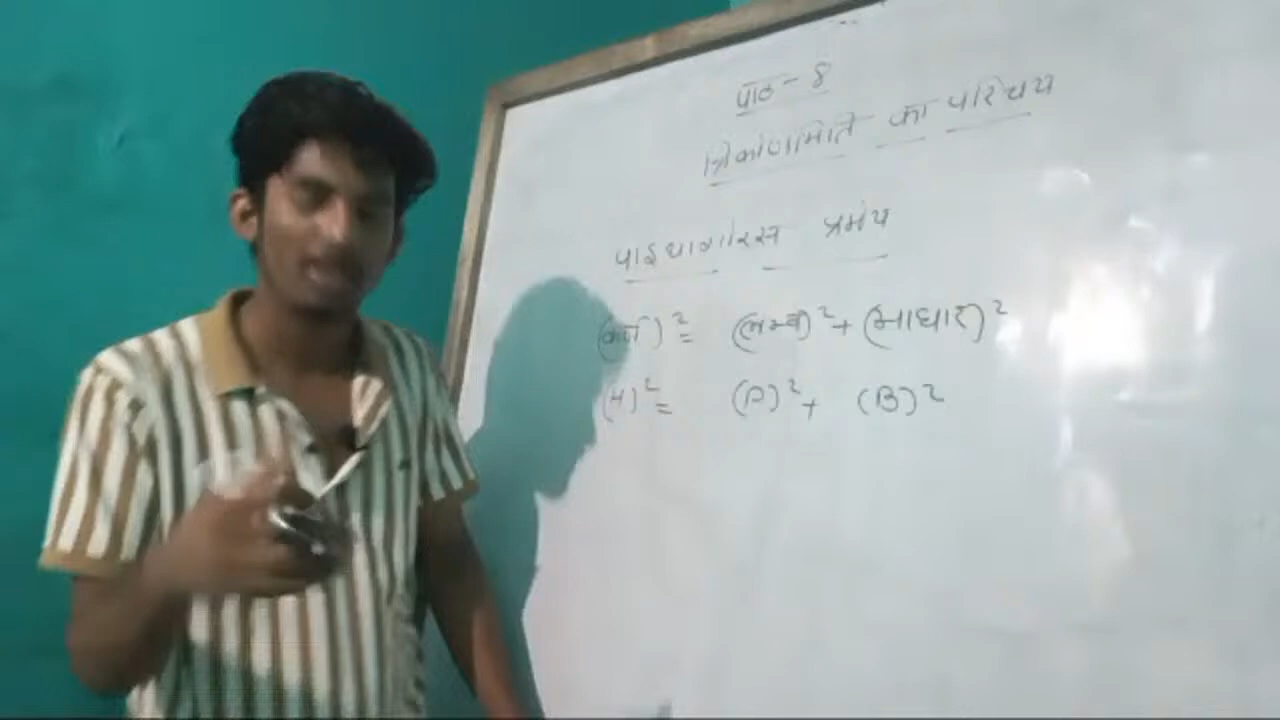 पाठ - 8
त्रिकोणमिति का परिचय
पाइथागोरस प्रमेय
(कर्ण)² = (लम्ब)² + (आधार)²
(H)² = (P)² + (B)²